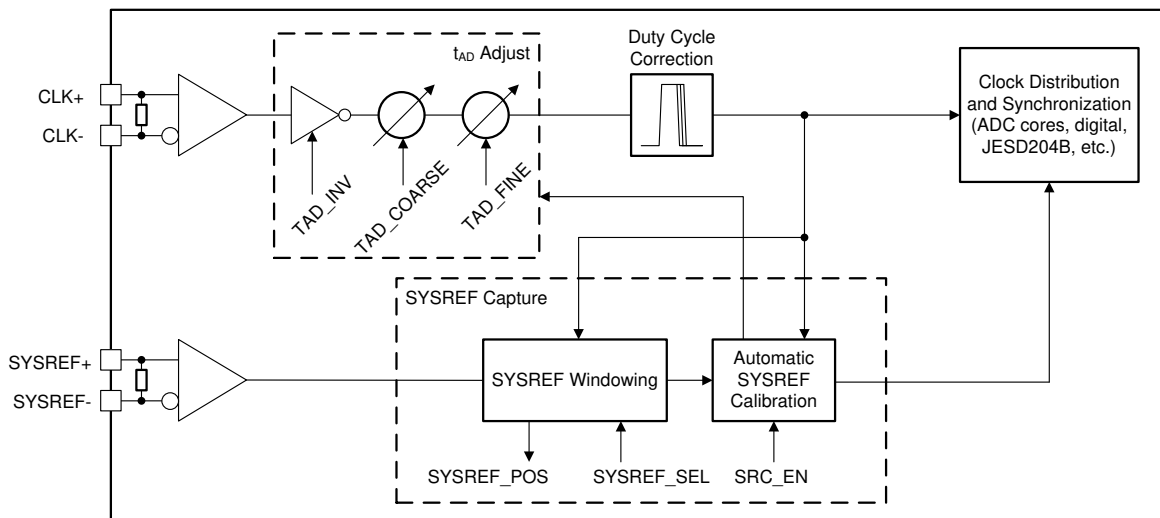 Duty Cycle
Correction
t_AD Adjust
CLK+
CLK-
Clock Distribution
and Synchronization
(ADC cores, digital,
JESD204B, etc.)
TAD_INV
TAD_COARSE
TAD_FINE
SYSREF Capture
SYSREF+
SYSREF-
SYSREF Windowing
Automatic
SYSREF
Calibration
SYSREF_POS
SYSREF_SEL
SRC_EN